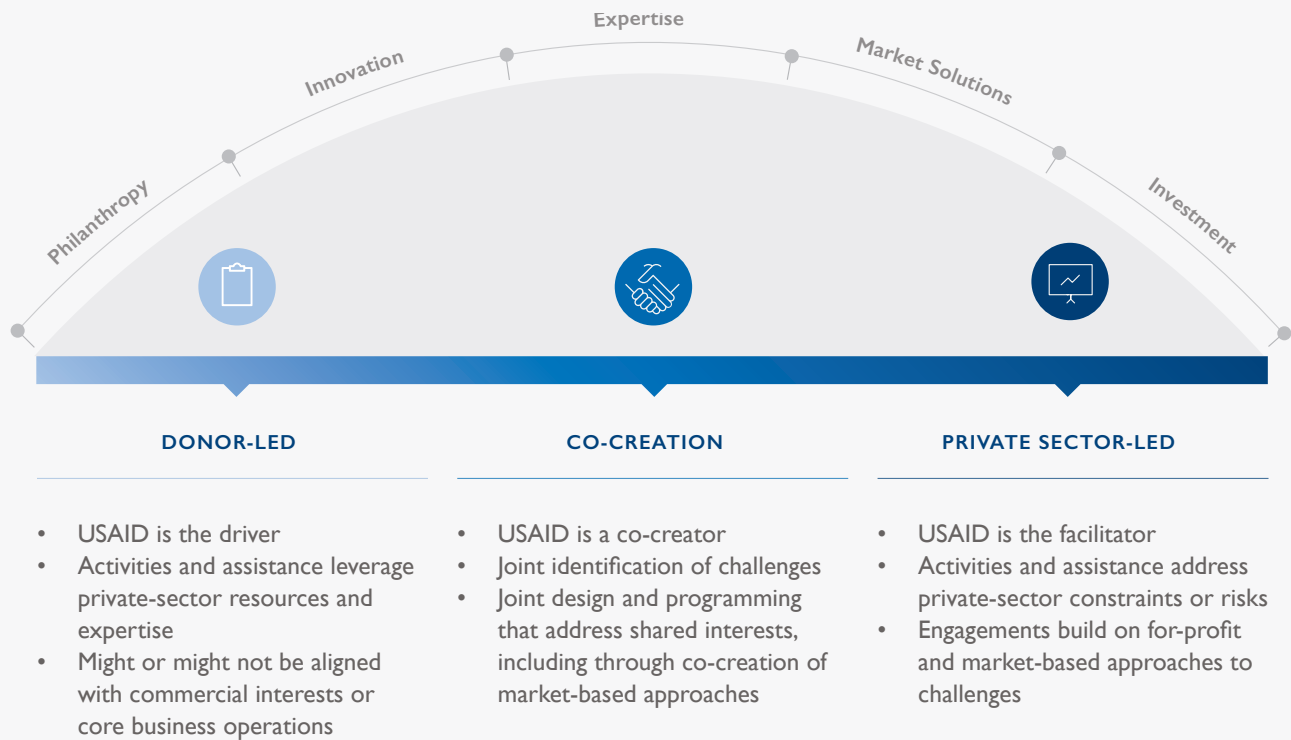 Expertise
Innovation
Market Solutions
Philanthropy
Investment
DONOR-LED
• USAID is the driver
• Activities and assistance leverage
private-sector resources and
expertise
• Might or might not be aligned
with commercial interests or
core business operations
CO-CREATION
• USAID is a co-creator
• Joint identification of challenges
• Joint design and programming
that address shared interests,
including through co-creation of
market-based approaches
PRIVATE SECTOR-LED
• USAID is the facilitator
• Activities and assistance address
private-sector constraints or risks
• Engagements build on for-profit
and market-based approaches to
challenges